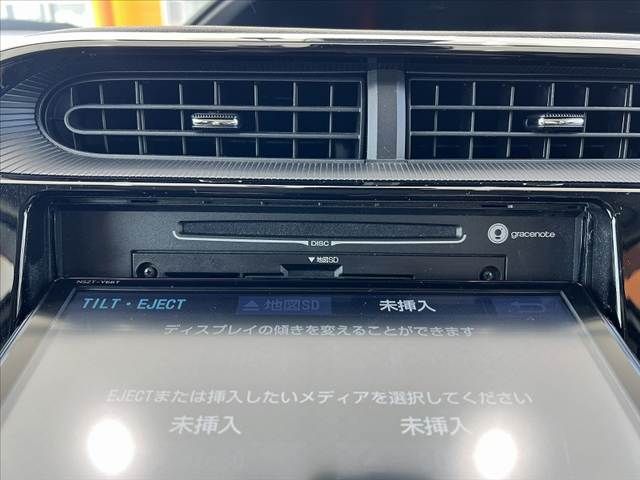 DISC
gracenote
▼地図SD
NSZT-Y66T
TILT・EJECT ⏏地図SD 未挿入
ディスプレイの傾きを変えることができます
EJECTまたは挿入したいメディアを選択してください
未挿入 未挿入